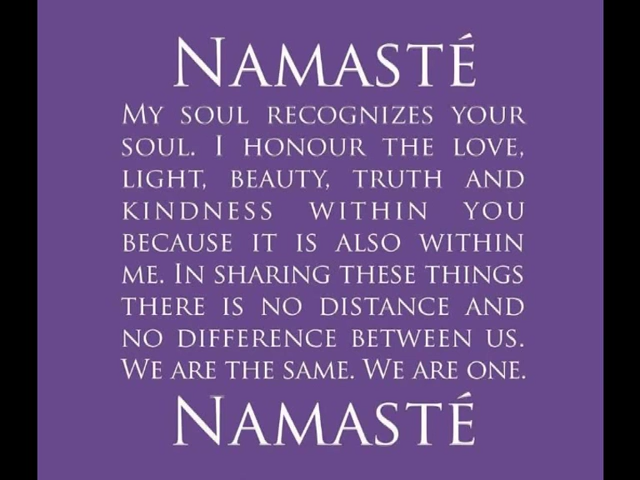 NAMASTÉ
MY SOUL RECOGNIZES YOUR
SOUL. I HONOUR THE LOVE,
LIGHT, BEAUTY, TRUTH AND
KINDNESS WITHIN YOU
BECAUSE IT IS ALSO WITHIN
ME. IN SHARING THESE THINGS
THERE IS NO DISTANCE AND
NO DIFFERENCE BETWEEN US.
WE ARE THE SAME. WE ARE ONE.
NAMASTÉ